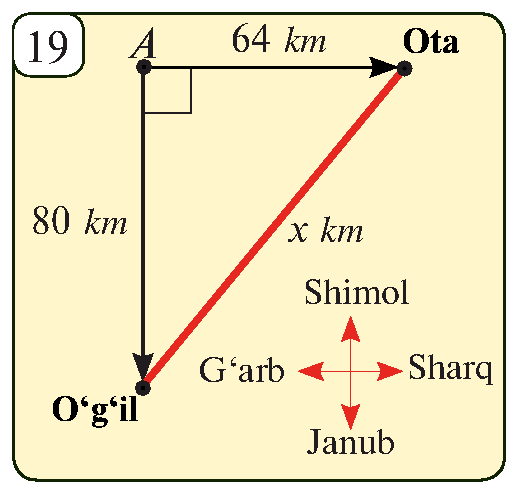 19
A
64 km
Ota
80 km
x km
Shimol
G‘arb
Sharq
O‘g‘il
Janub